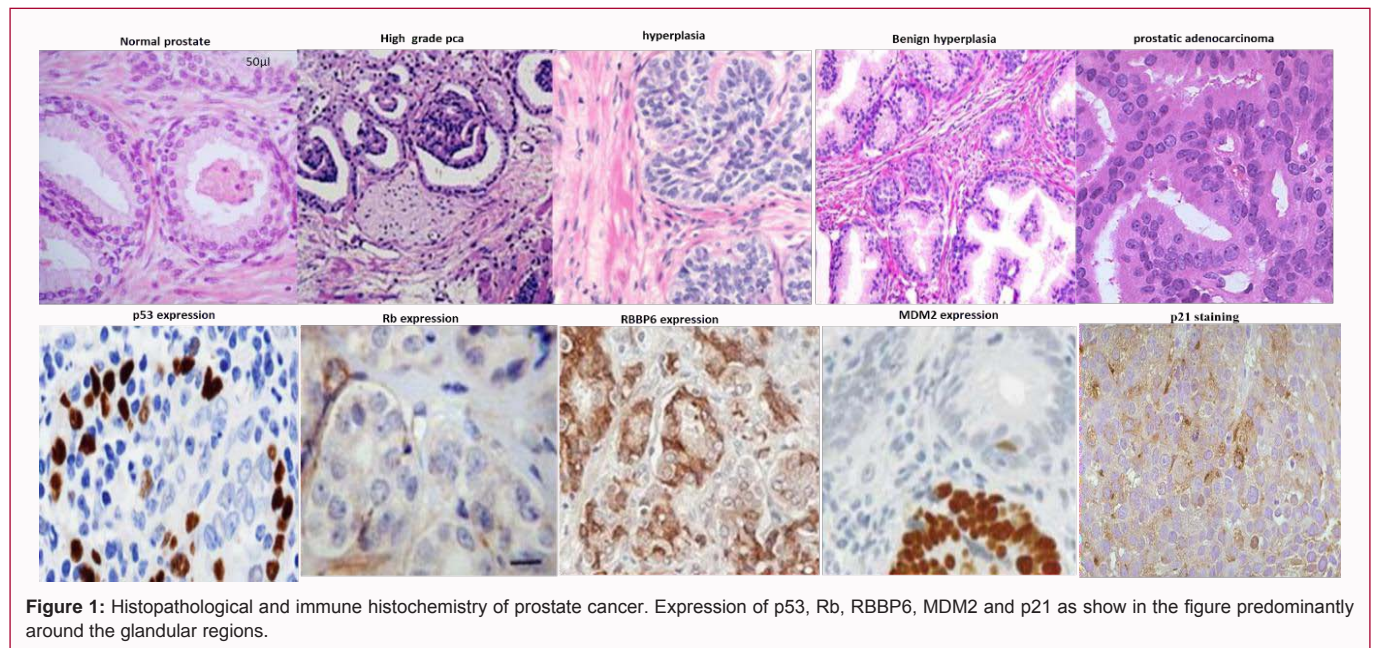 Normal prostate
High grade pca
hyperplasia
Benign hyperplasia
prostatic adenocarcinoma
50µl
p53 expression
Rb expression
RBBP6 expression
MDM2 expression
p21 staining
Figure 1: Histopathological and immune histochemistry of prostate cancer. Expression of p53, Rb, RBBP6, MDM2 and p21 as show in the figure predominantly
around the glandular regions.